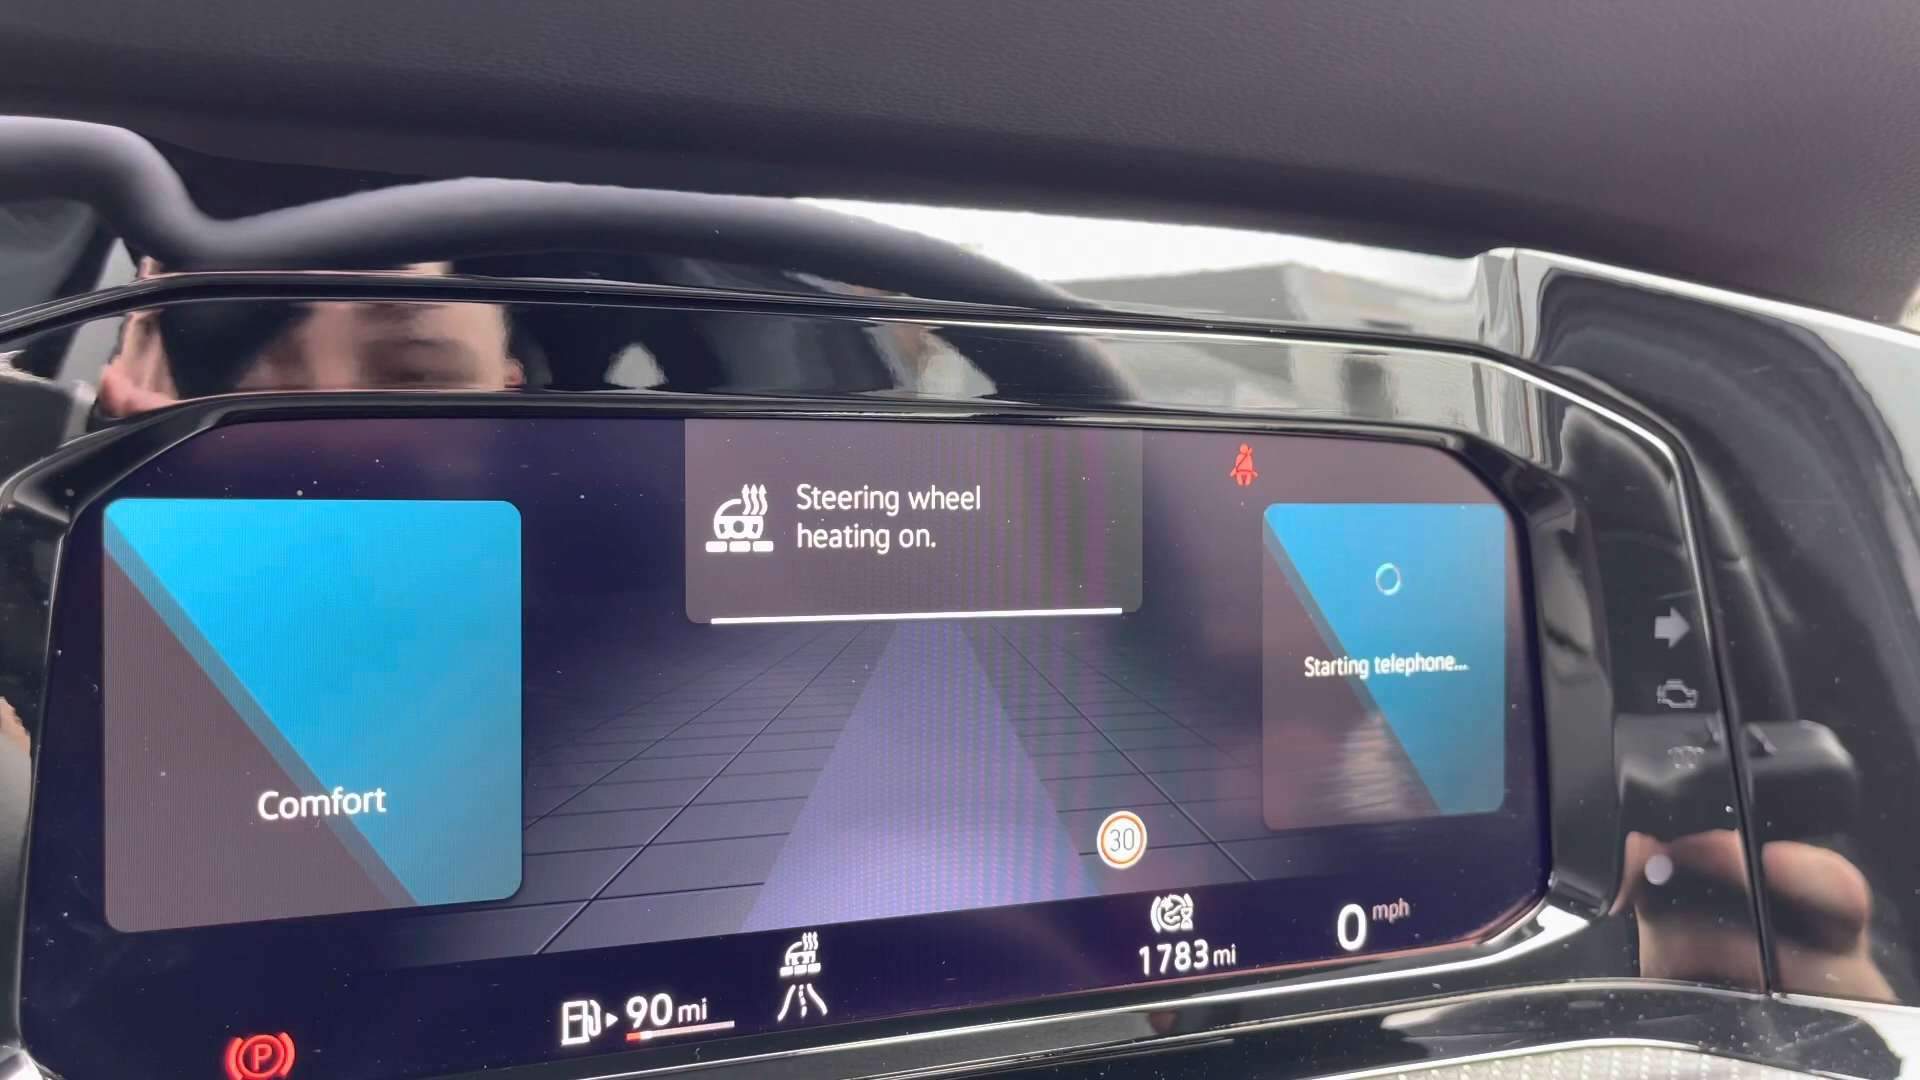 Steering wheel
heating on.
Starting telephone...
Comfort
30
1783 mi
0 mph
90 mi
P